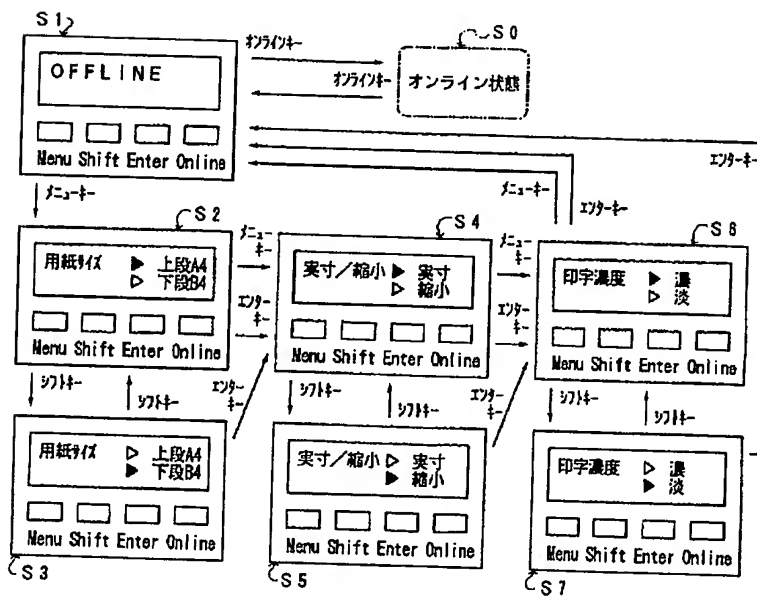 S1
OFFLINE
Menu Shift Enter Online
オンラインキー
オンラインキー
S0
オンライン状態
エンターキー
メニューキー
エンターキー
メニューキー
S2
用紙サイズ ▶ 上段A4
▷ 下段B4
Menu Shift Enter Online
メニュー
キー
エンター
キー
S4
実寸/縮小 ▶ 実寸
▷ 縮小
Menu Shift Enter Online
メニュー
キー
エンター
キー
S6
印字濃度 ▶ 濃
▷ 淡
Menu Shift Enter Online
シフトキー
シフトキー
エンター
キー
シフトキー
シフトキー
エンター
キー
シフトキー
シフトキー
用紙サイズ ▷ 上段A4
▶ 下段B4
Menu Shift Enter Online
S3
実寸/縮小 ▷ 実寸
▶ 縮小
Menu Shift Enter Online
S5
印字濃度 ▷ 濃
▶ 淡
Menu Shift Enter Online
S7